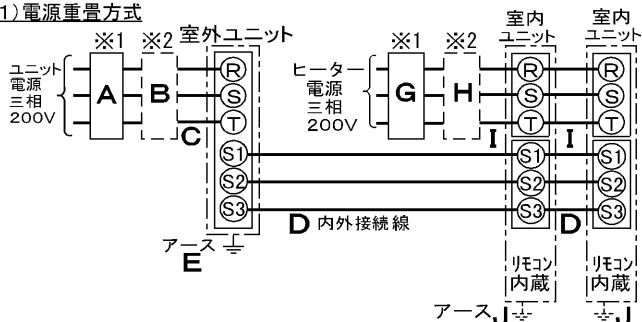 1)電源重畳方式
※1
※2
室外ユニット
ユニット
電源
三相
200V
A
B
C
R
S
T
S1
S2
S3
アース
E
D 内外接続線
※1
※2
ヒーター
電源
三相
200V
G
H
I
室内
ユニット
R
S
T
S1
S2
S3
リモコン
内蔵
アース J
I
D
室内
ユニット
R
S
T
S1
S2
S3
リモコン
内蔵
J